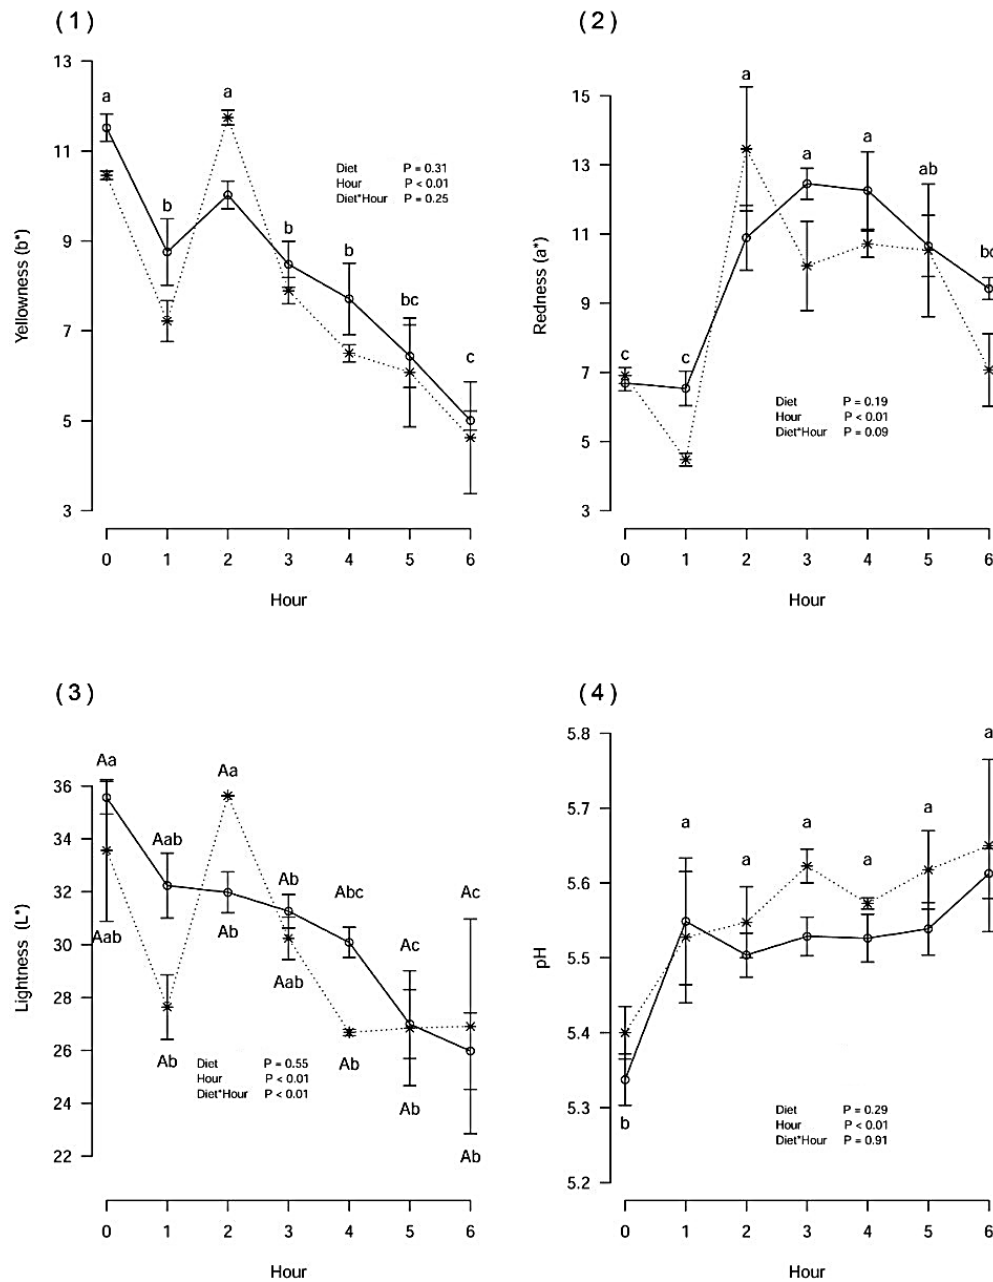 (1)
13
11
9
7
5
3
Yellowness (b*)
a
b
a
b
b
bc
c
Diet P = 0.31
Hour P < 0.01
Diet*Hour P = 0.25
0 1 2 3 4 5 6
Hour
(2)
15
13
11
9
7
5
3
Redness (a*)
c
c
a
a
a
ab
bc
Diet P = 0.19
Hour P < 0.01
Diet*Hour P = 0.09
0 1 2 3 4 5 6
Hour
(3)
36
34
32
30
28
26
24
22
Lightness (L*)
Aa
Aab
Aab
Ab
Aa
Ab
Ab
Aab
Abc
Ab
Ac
Ab
Ac
Ab
Diet P = 0.55
Hour P < 0.01
Diet*Hour P < 0.01
0 1 2 3 4 5 6
Hour
(4)
5.8
5.7
5.6
5.5
5.4
5.3
5.2
pH
b
a
a
a
a
a
a
Diet P = 0.29
Hour P < 0.01
Diet*Hour P = 0.91
0 1 2 3 4 5 6
Hour